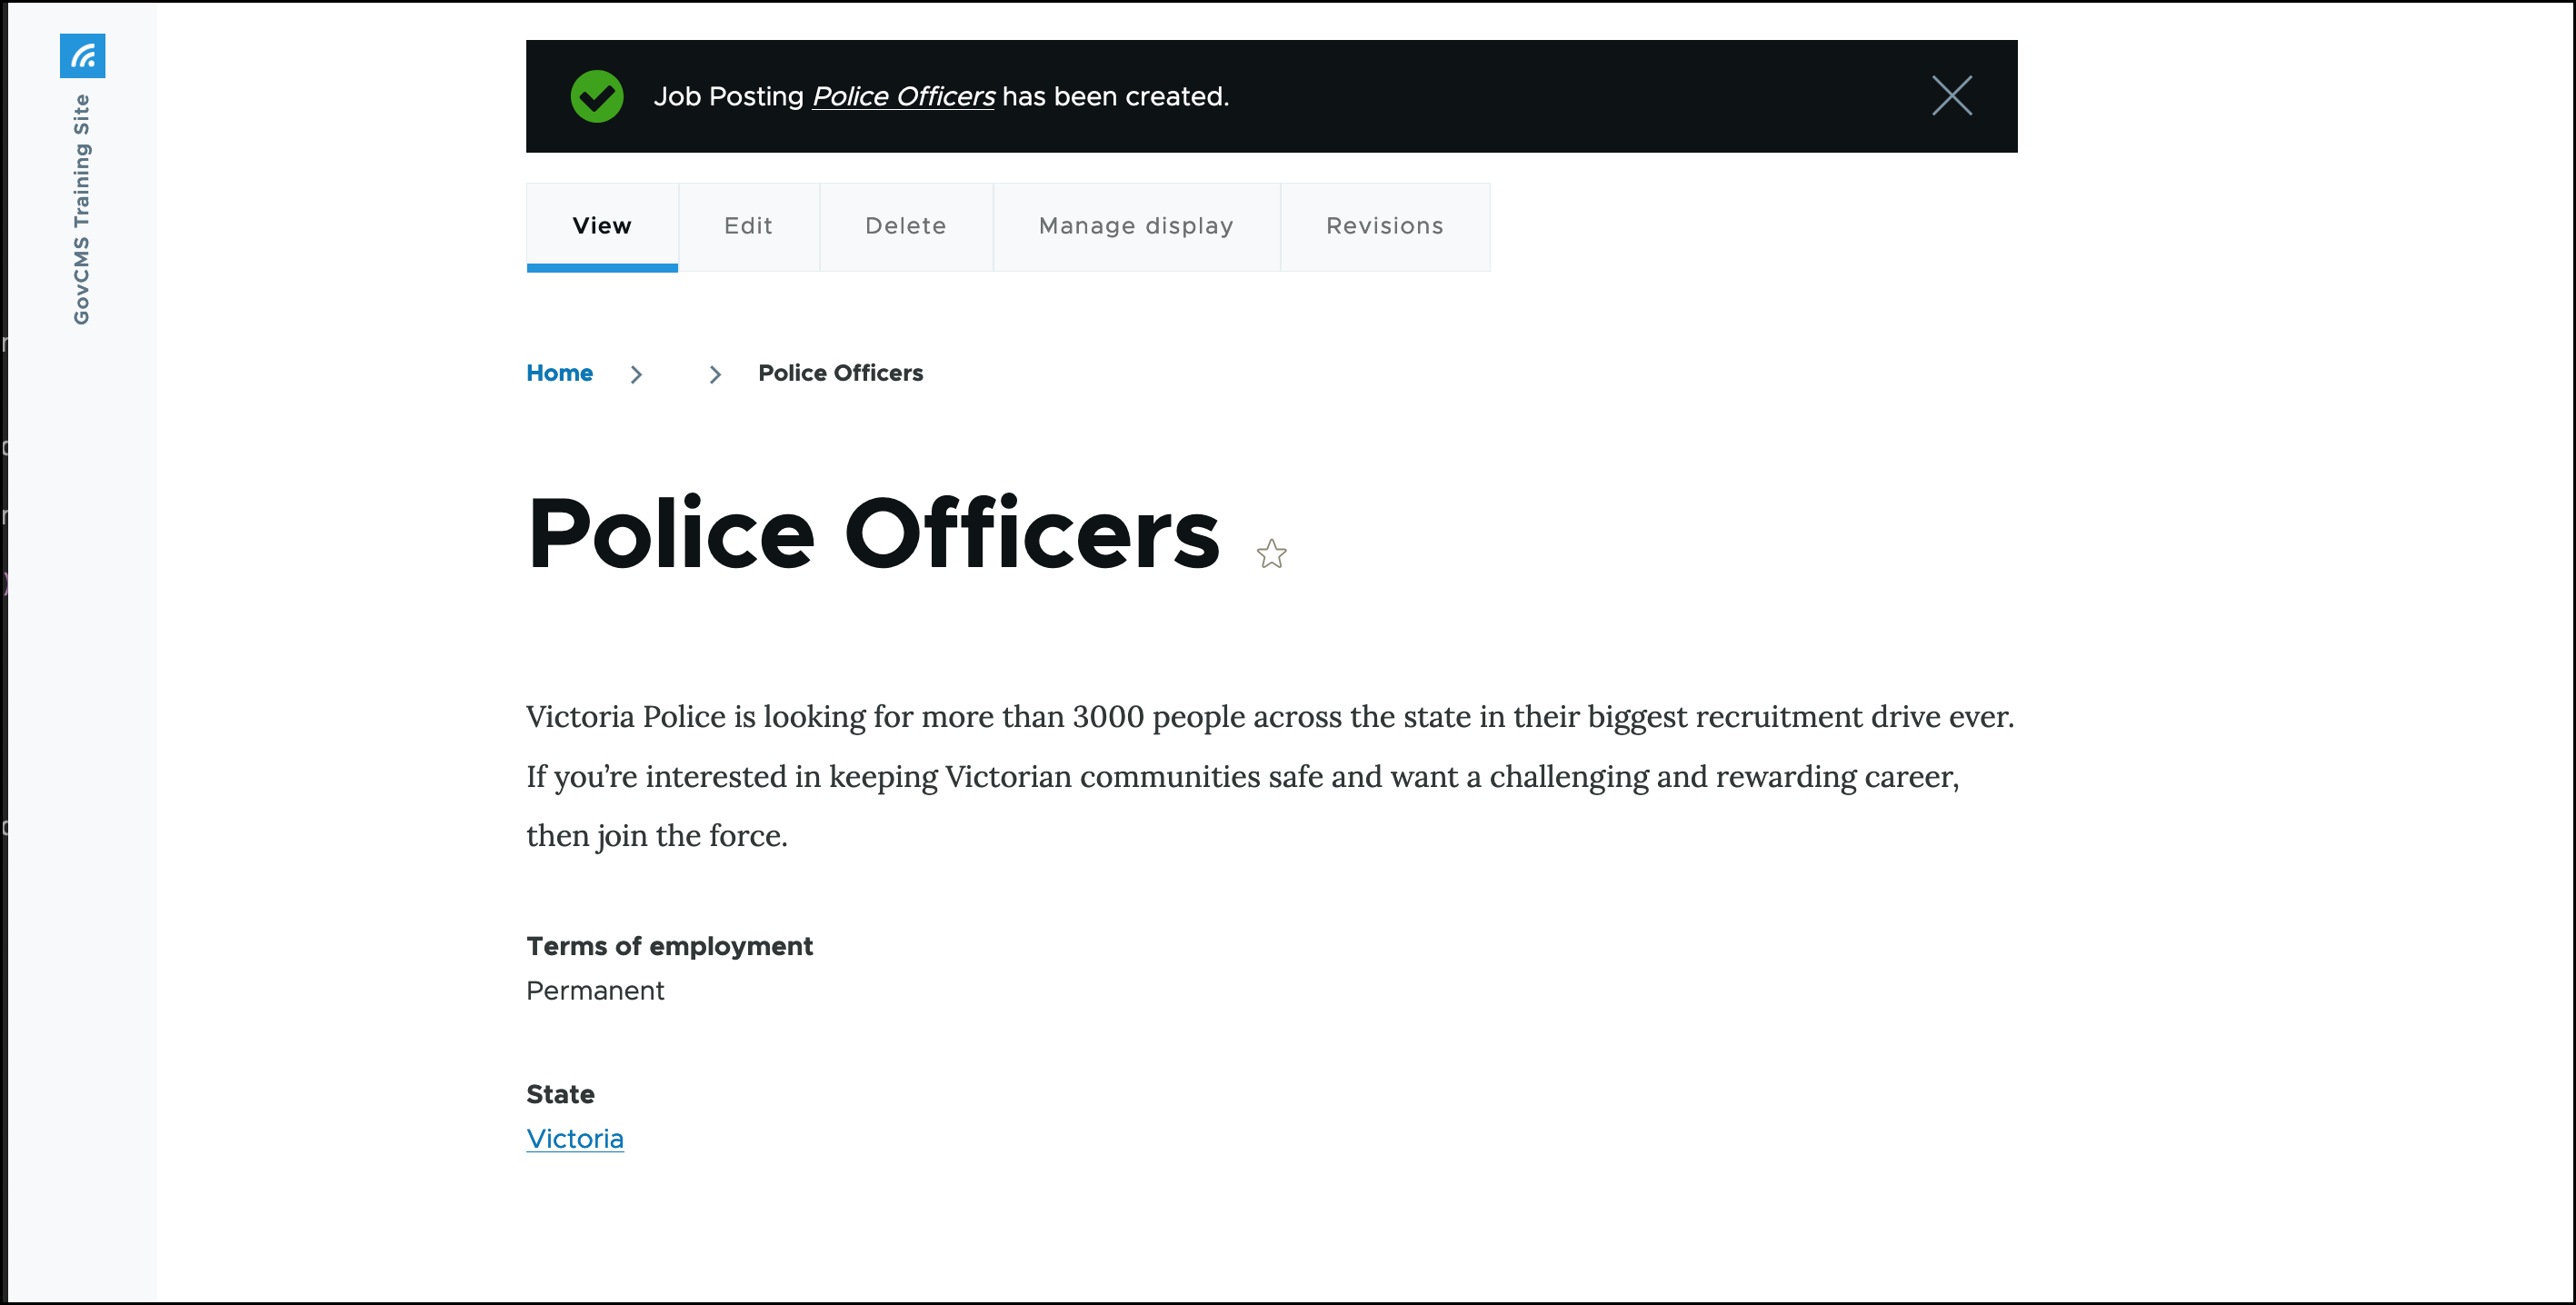 GovCMS Training Site
Job Posting Police Officers has been created.
View
Edit
Delete
Manage display
Revisions
Home > > Police Officers
Police Officers
Victoria Police is looking for more than 3000 people across the state in their biggest recruitment drive ever.
If you’re interested in keeping Victorian communities safe and want a challenging and rewarding career,
then join the force.
Terms of employment
Permanent
State
Victoria